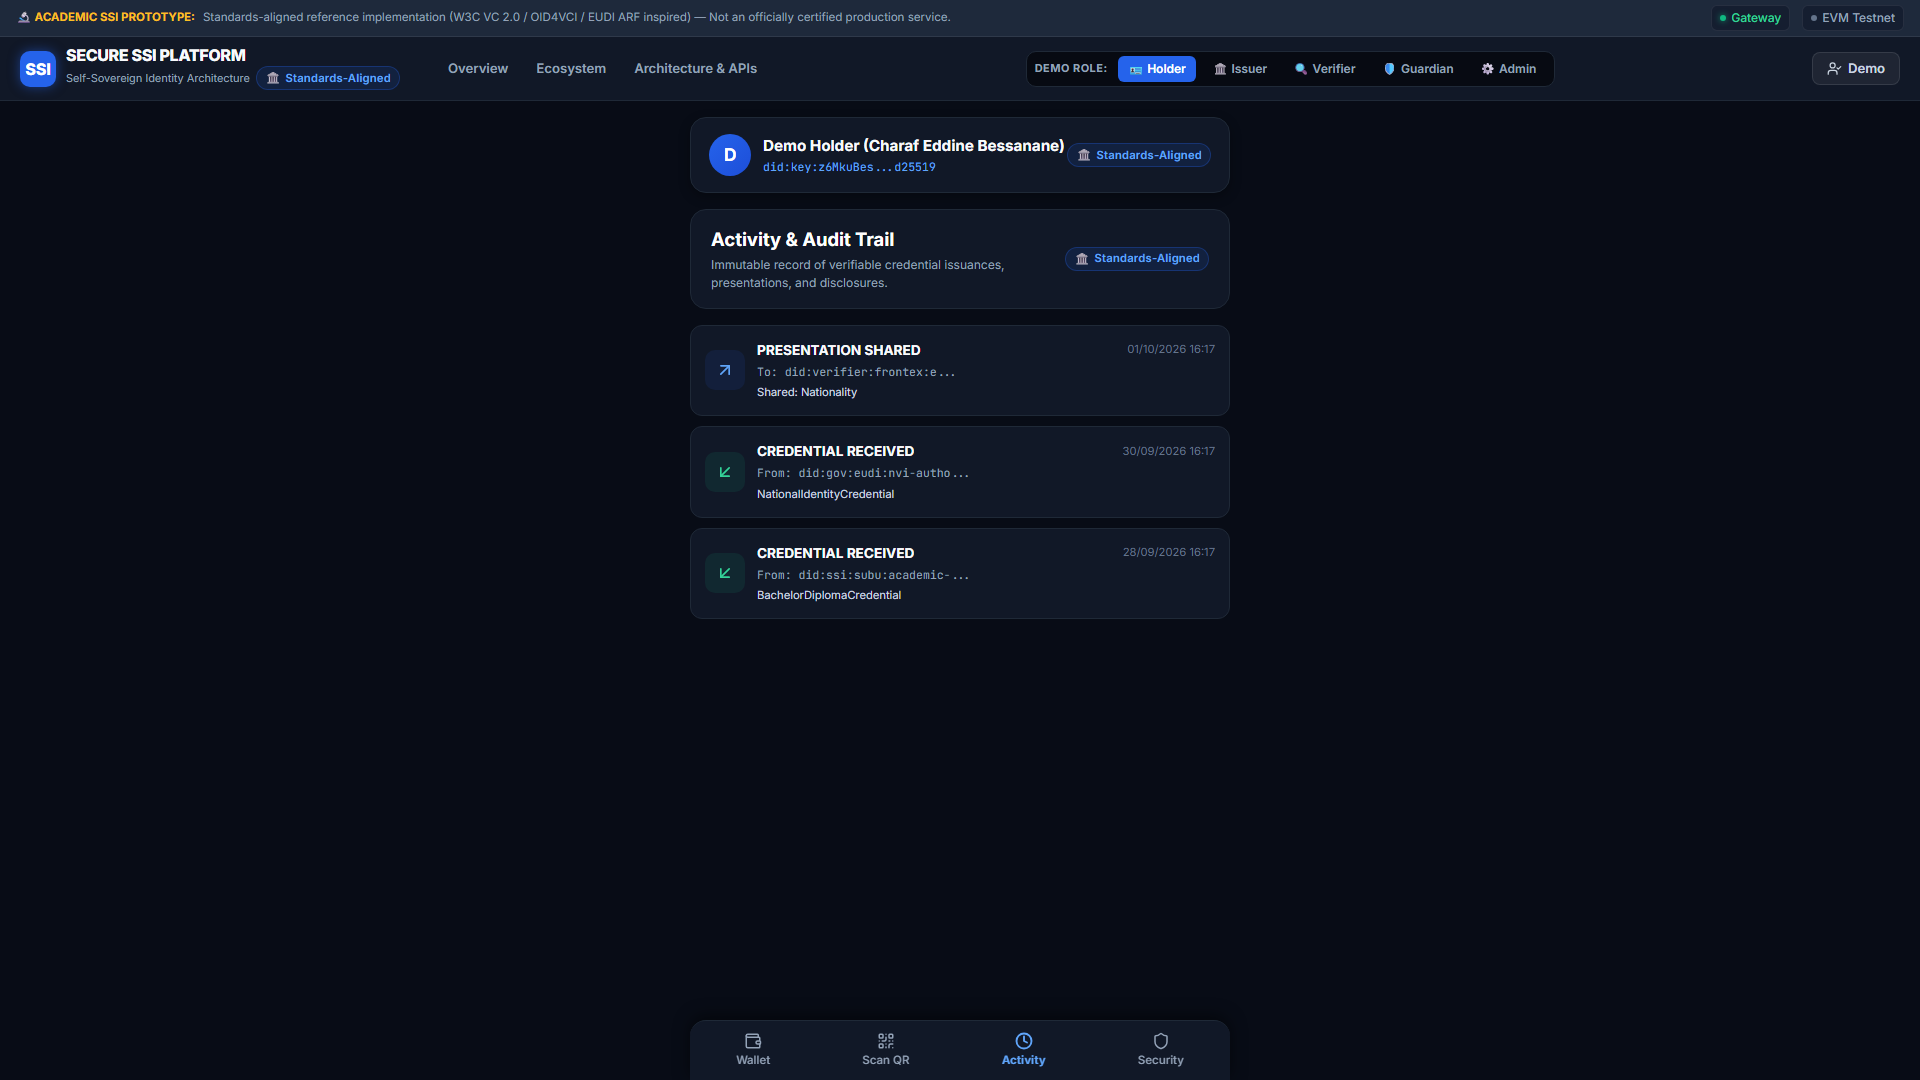 ACADEMIC SSI PROTOTYPE: Standards-aligned reference implementation (W3C VC 2.0 / OID4VCI / EUDI ARF inspired) — Not an officially certified production service.
Gateway
EVM Testnet
SSI
SECURE SSI PLATFORM
Self-Sovereign Identity Architecture
Standards-Aligned
Overview
Ecosystem
Architecture & APIs
DEMO ROLE:
Holder
Issuer
Verifier
Guardian
Admin
Demo
D
Demo Holder (Charaf Eddine Bessanane)
did:key:z6MkuBes...d25519
Standards-Aligned
Activity & Audit Trail
Immutable record of verifiable credential issuances,
presentations, and disclosures.
Standards-Aligned
PRESENTATION SHARED
01/10/2026 16:17
To: did:verifier:frontex:e...
Shared: Nationality
CREDENTIAL RECEIVED
30/09/2026 16:17
From: did:gov:eudi:nvi-autho...
NationalIdentityCredential
CREDENTIAL RECEIVED
28/09/2026 16:17
From: did:ssi:subu:academic-...
BachelorDiplomaCredential
Wallet
Scan QR
Activity
Security